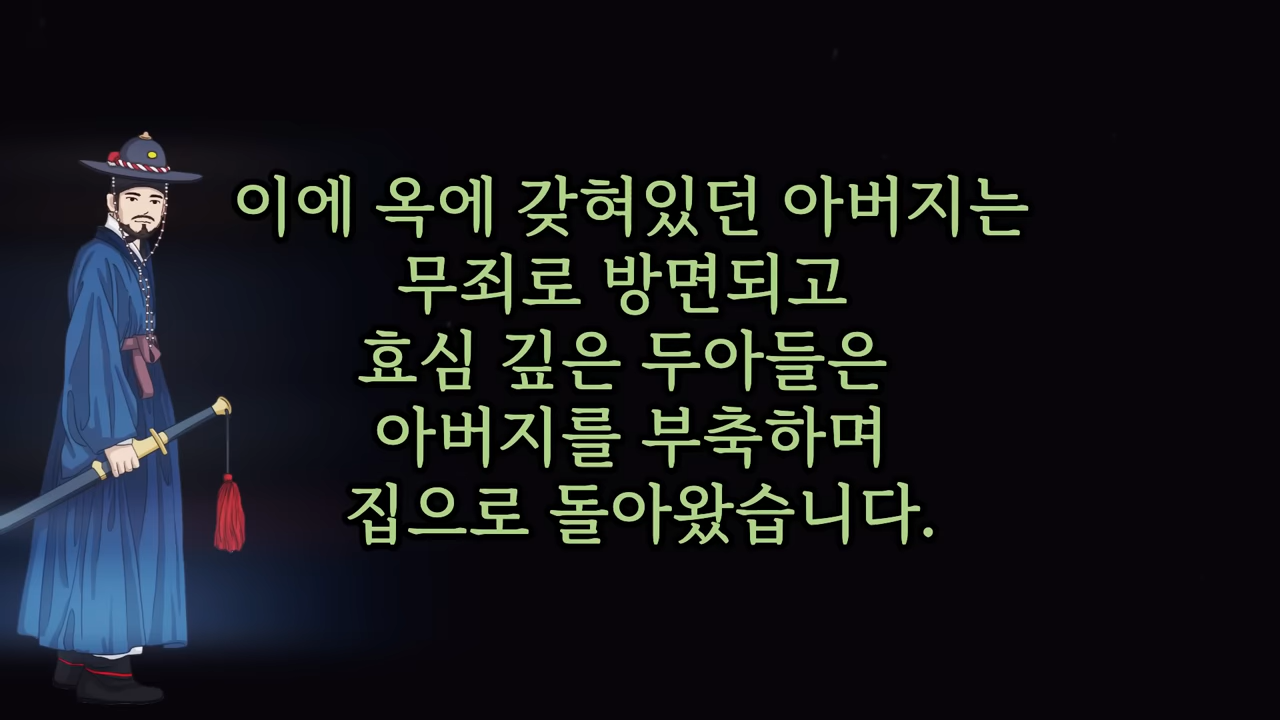 이에 옥에 갖혀있던 아버지는
무죄로 방면되고
효심 깊은 두아들은
아버지를 부축하며
집으로 돌아왔습니다.